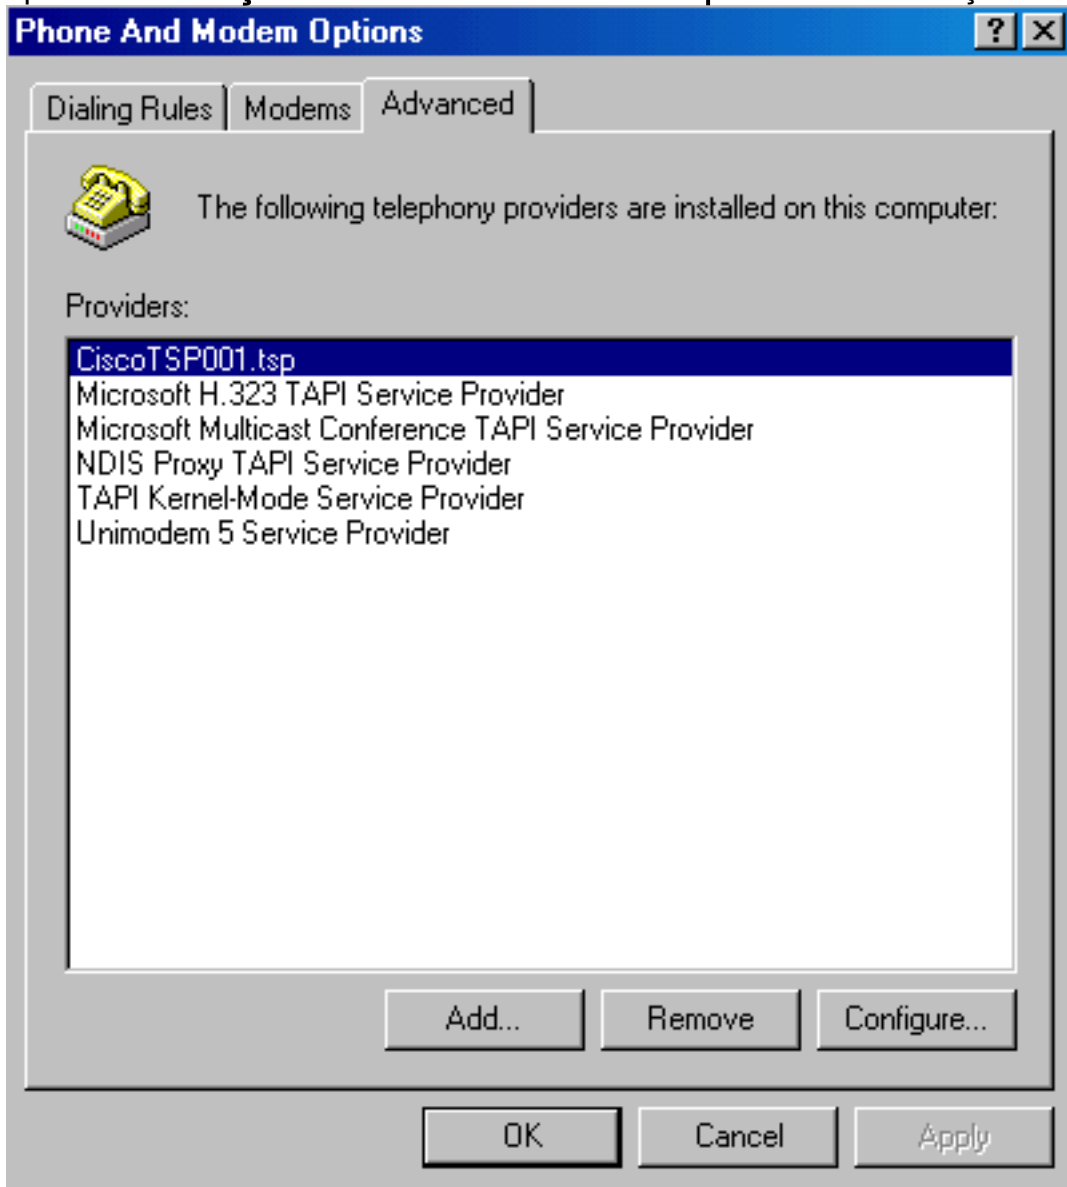 Phone And Modem Options
Dialing Rules Modems Advanced
The following telephony providers are installed on this computer:
Providers:
CiscoTSP001.tsp
Microsoft H.323 TAPI Service Provider
Microsoft Multicast Conference TAPI Service Provider
NDIS Proxy TAPI Service Provider
TAPI Kernel-Mode Service Provider
Unimodem 5 Service Provider
Add... Remove Configure...
OK Cancel Apply